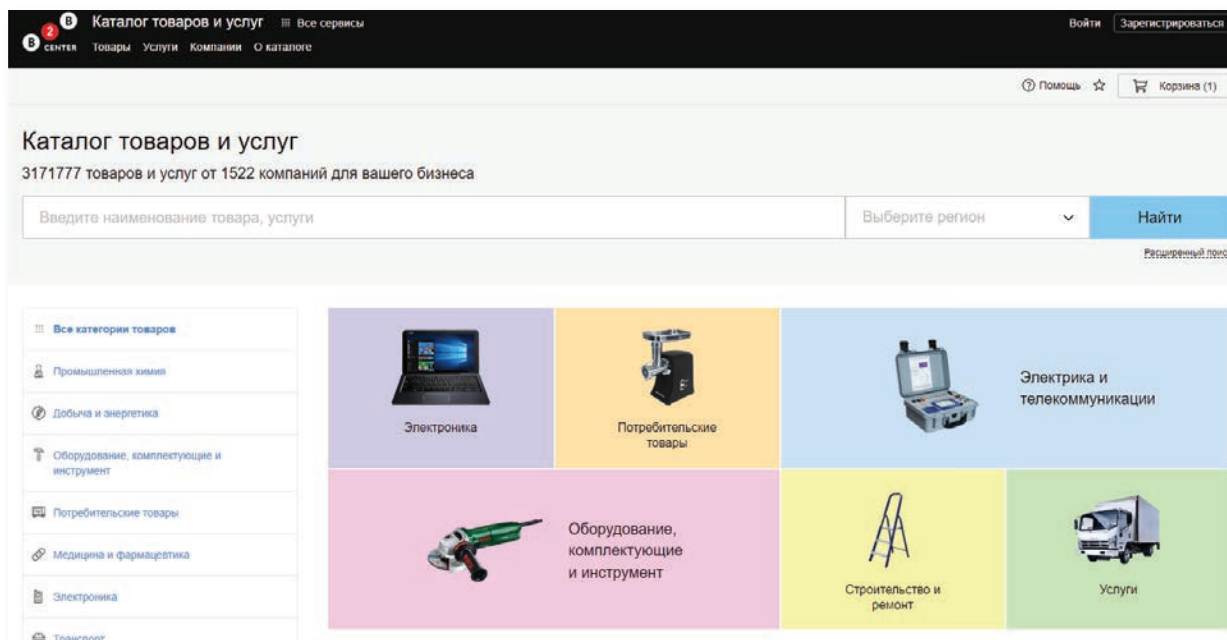 B2B CENTER
Каталог товаров и услуг
Все сервисы
Войти
Зарегистрироваться
Товары Услуги Компании О каталоге
Помощь
Корзина (1)
Каталог товаров и услуг
3171777 товаров и услуг от 1522 компаний для вашего бизнеса
Введите наименование товара, услуги
Выберите регион
Найти
Расширенный поис
Все категории товаров
Промышленная химия
Добыча и энергетика
Оборудование, комплектующие и
инструмент
Потребительские товары
Медицина и фармацевтика
Электроника
Транспорт
Электроника
Потребительские
товары
Электрика и
телекоммуникации
Оборудование,
комплектующие
и инструмент
Строительство и
ремонт
Услуги